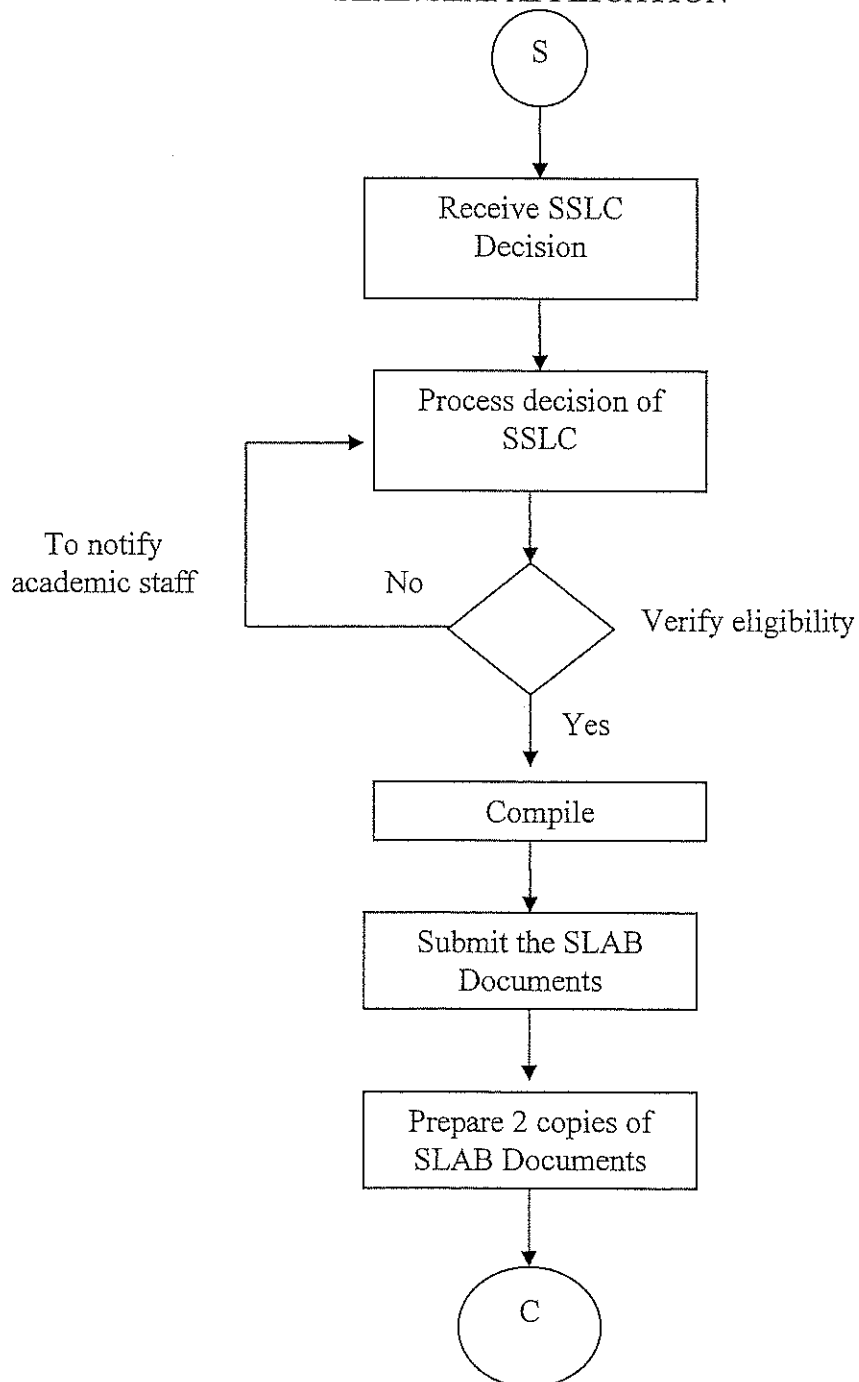 APPLICATION
S
Receive SSLC
Decision
Process decision of
SSLC
To notify
academic staff
No
Verify eligibility
Yes
Compile
Submit the SLAB
Documents
Prepare 2 copies of
SLAB Documents
C